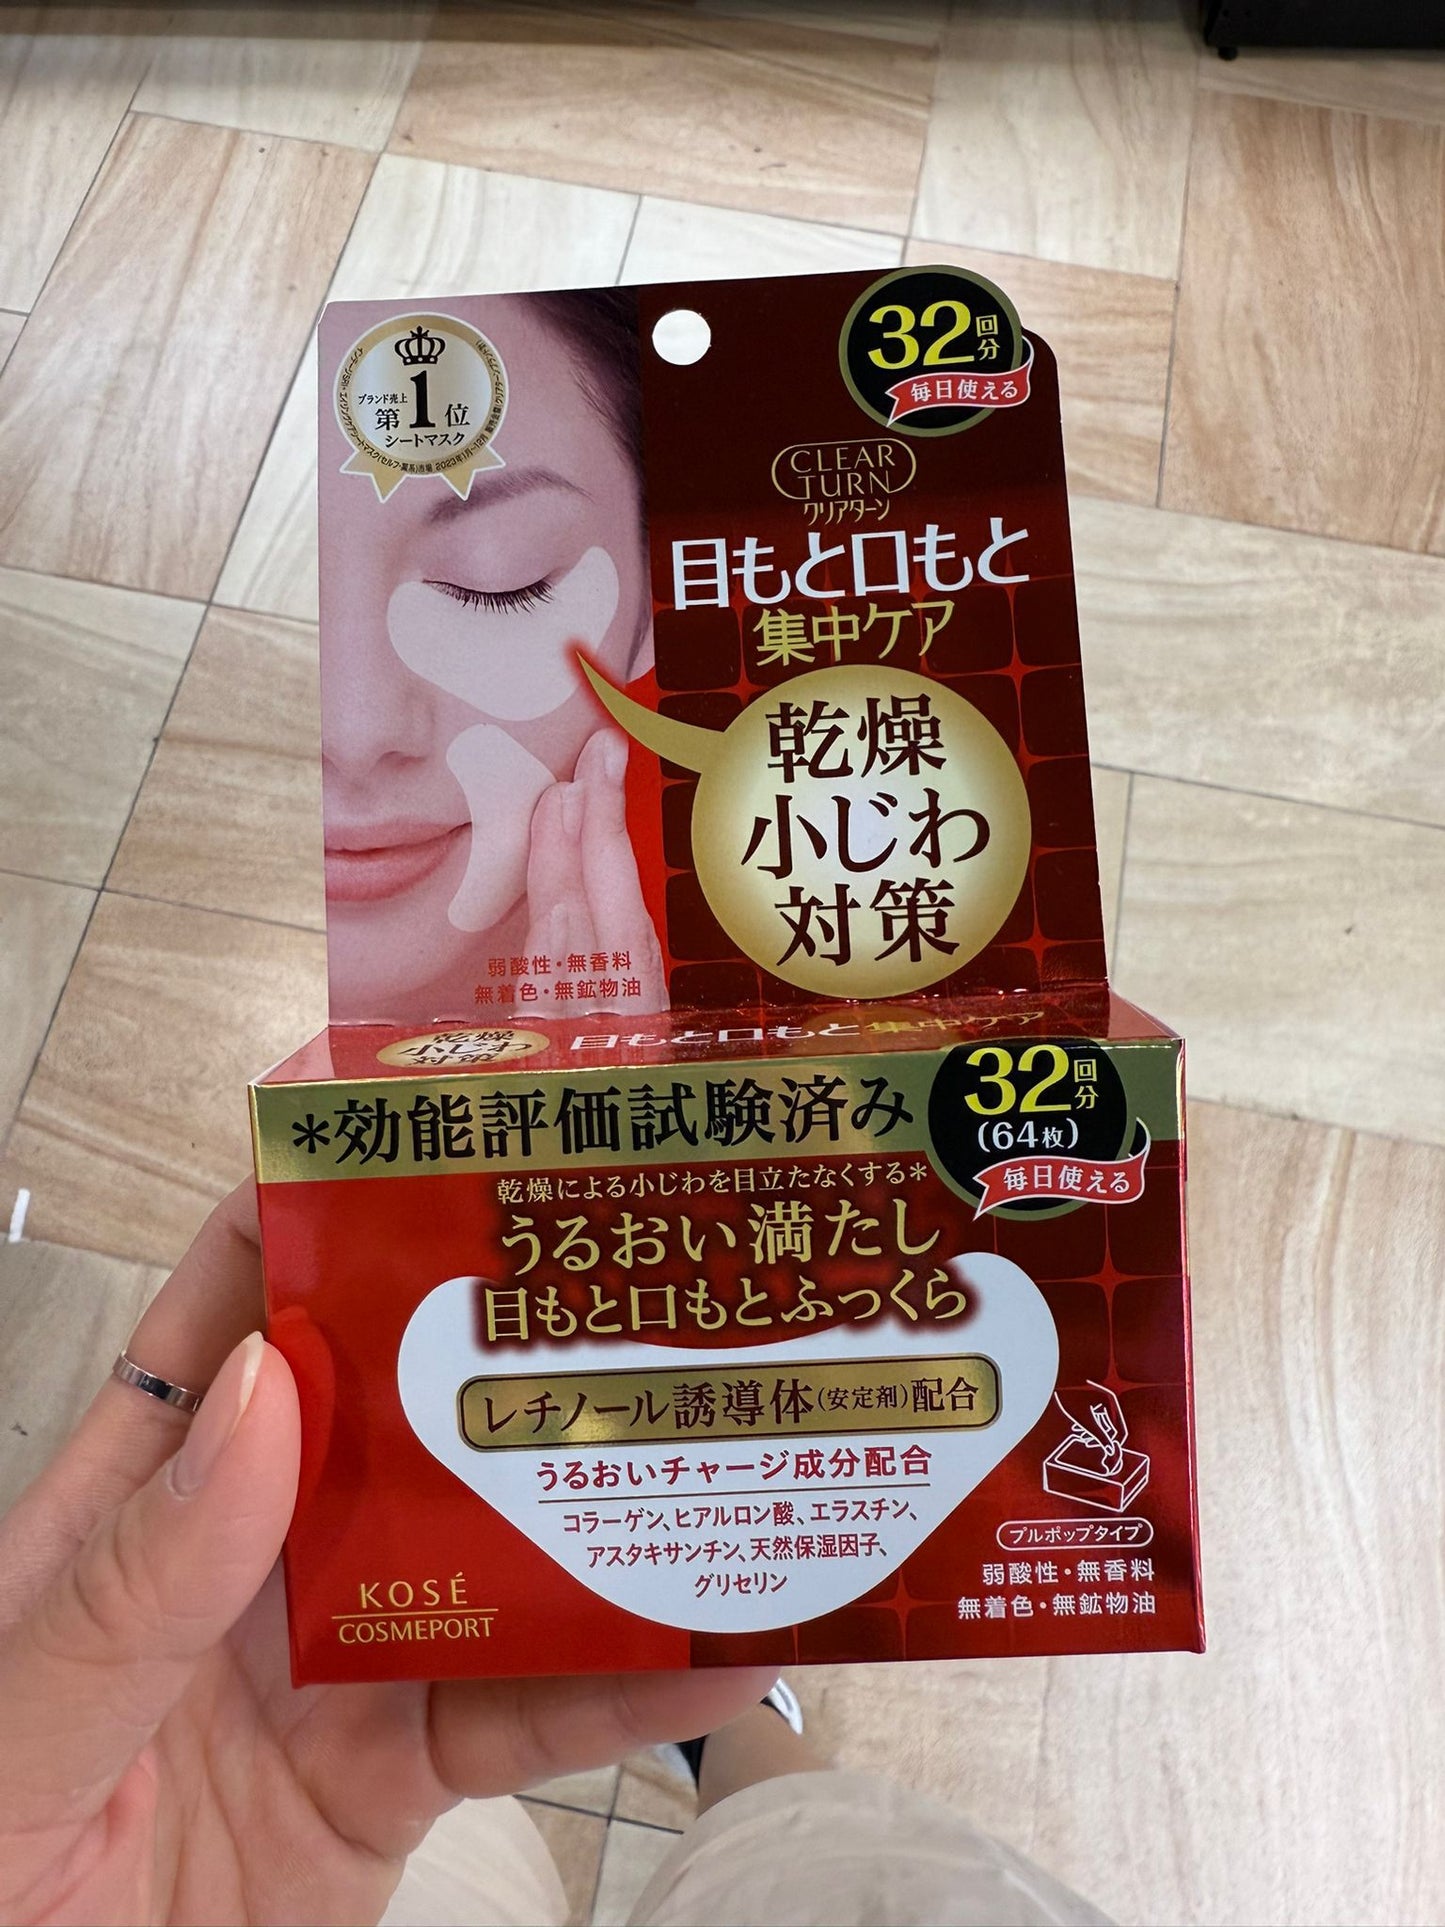 ブランド売上
第1位
シートマスク
32回分
毎日使える
CLEAR
TURN
クリアターン
目もと口もと
集中ケア
乾燥
小じわ
対策
弱酸性・無香料
無着色・無鉱物油
乾燥
小じわ
対策
目もと口もと集中ケア
*効能評価試験済み
32回分
(64枚)
毎日使える
乾燥による小じわを目立たなくする*
うるおい満たし
目もと口もとふっくら
レチノール誘導体(安定剤)配合
うるおいチャージ成分配合
コラーゲン、ヒアルロン酸、エラスチン、
アスタキサンチン、天然保湿因子、
グリセリン
プルポップタイプ
弱酸性・無香料
無着色・無鉱物油
KOSÉ
COSMEPORT